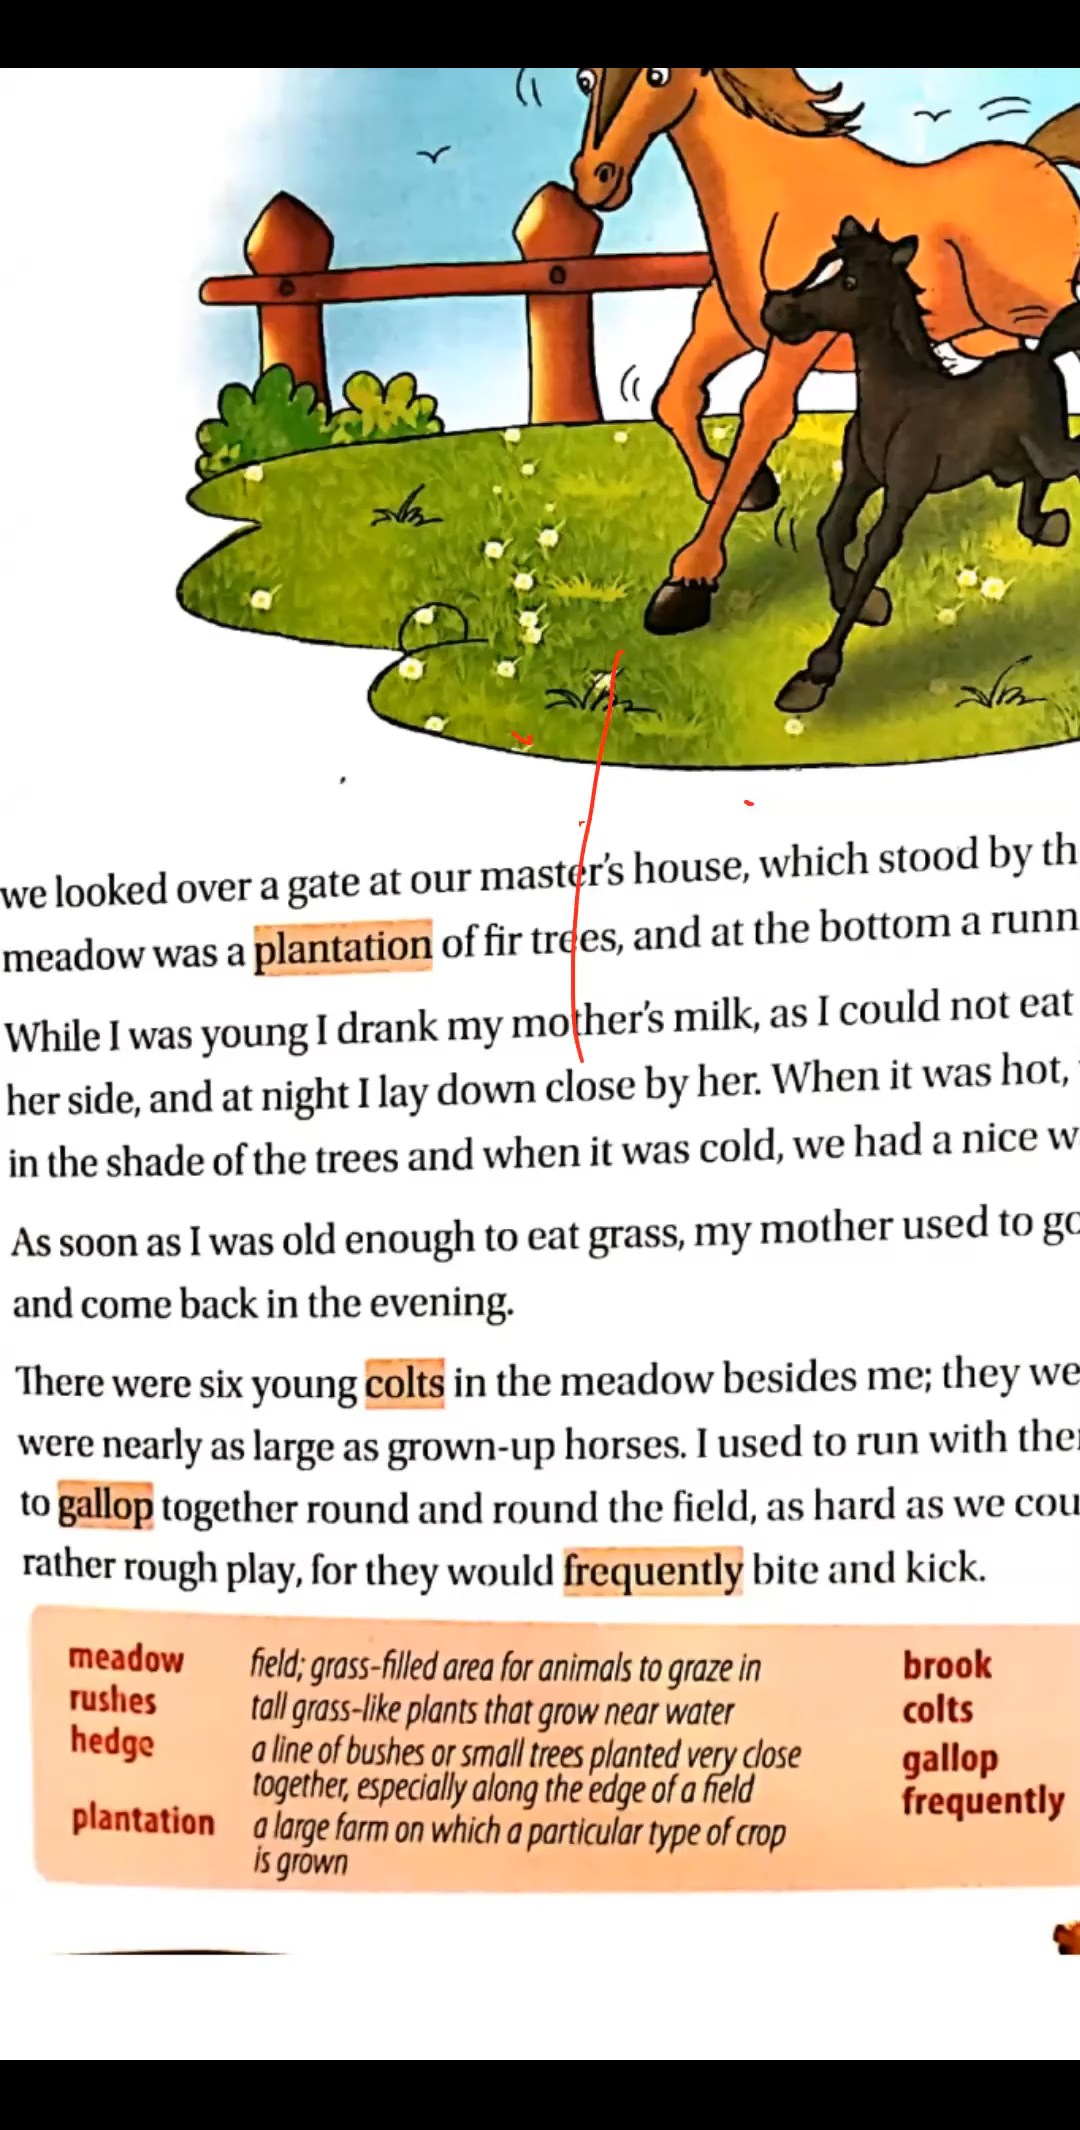 we looked over a gate at our master's house, which stood by th
meadow was a plantation of fir trees, and at the bottom a runn
While I was young I drank my mother's milk, as I could not eat
her side, and at night I lay down close by her. When it was hot,
in the shade of the trees and when it was cold, we had a nice w
As soon as I was old enough to eat grass, my mother used to go
and come back in the evening.
There were six young colts in the meadow besides me; they we
were nearly as large as grown-up horses. I used to run with the
to gallop together round and round the field, as hard as we cou
rather rough play, for they would frequently bite and kick.
meadow field; grass-filled area for animals to graze in
rushes tall grass-like plants that grow near water
hedge a line of bushes or small trees planted very close
together, especially along the edge of a field
plantation a large farm on which a particular type of crop
is grown
brook
colts
gallop
frequently